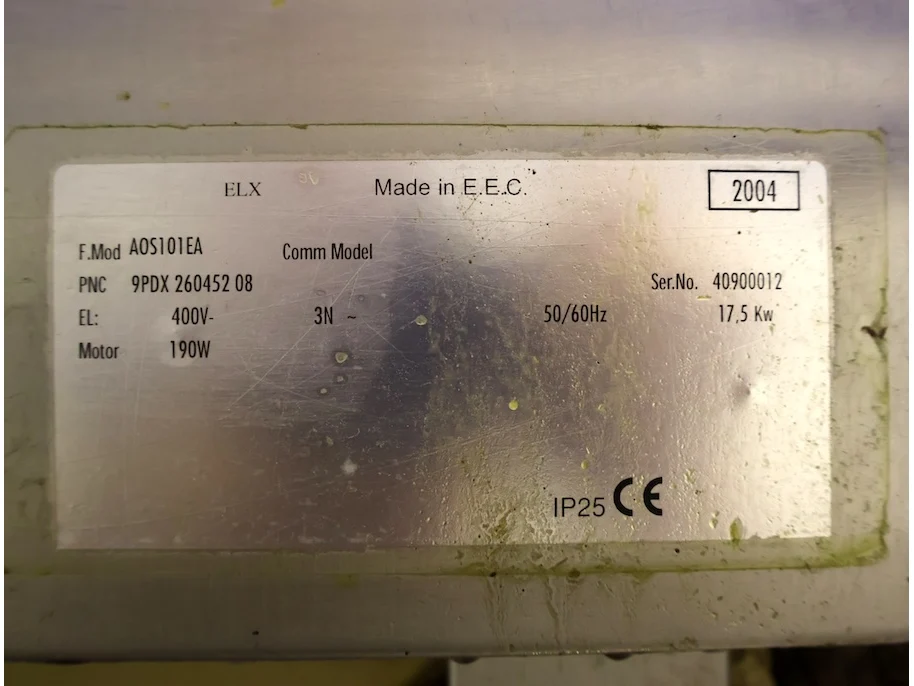 ELX Made in E.E.C. 2004
F.Mod AOS101EA Comm Model
PNC 9PDX 260452 08 Ser.No. 40900012
EL: 400V- 3N ~ 50/60Hz 17,5 Kw
Motor 190W
IP25 CE